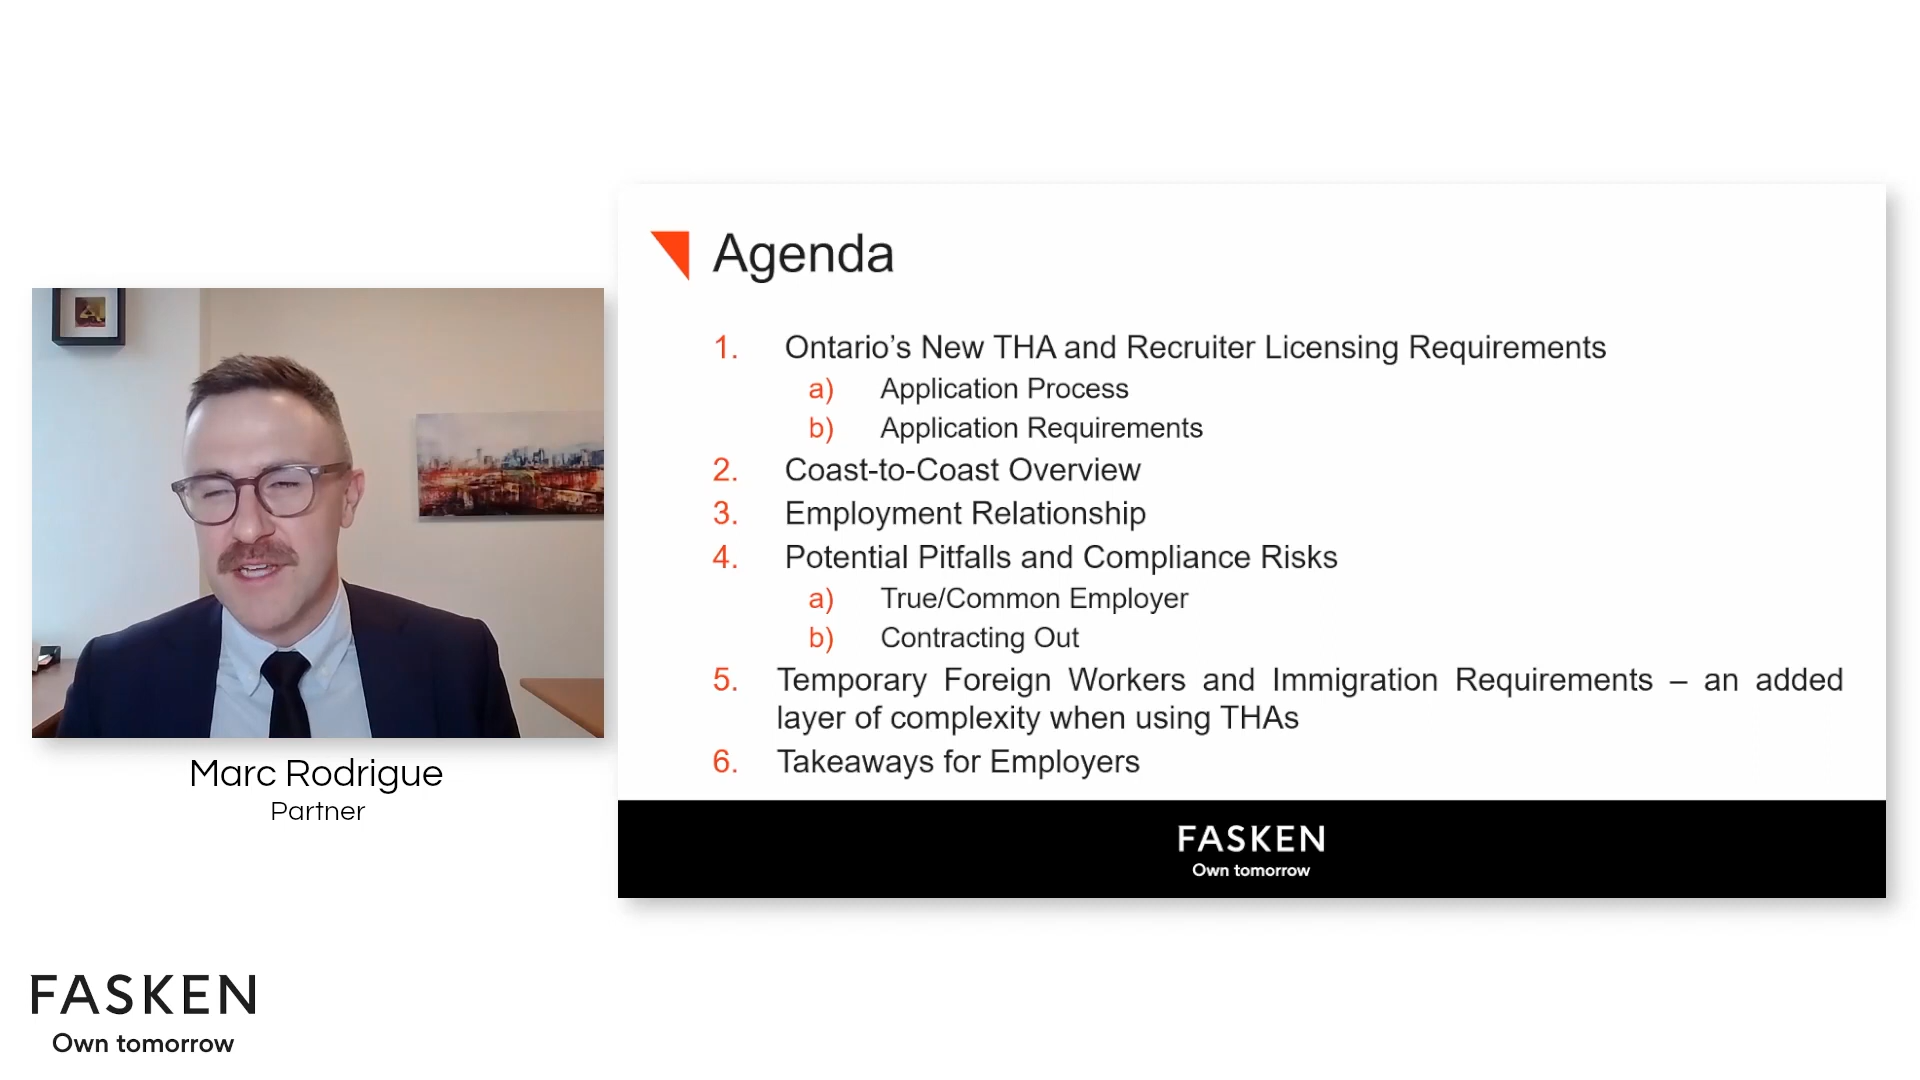 Agenda
1. Ontario's New THA and Recruiter Licensing Requirements
a) Application Process
b) Application Requirements
2. Coast-to-Coast Overview
3. Employment Relationship
4. Potential Pitfalls and Compliance Risks
a) True/Common Employer
b) Contracting Out
5. Temporary Foreign Workers and Immigration Requirements – an added
layer of complexity when using THAs
6. Takeaways for Employers
FASKEN
Own tomorrow
Marc Rodrigue
Partner
FASKEN
Own tomorrow